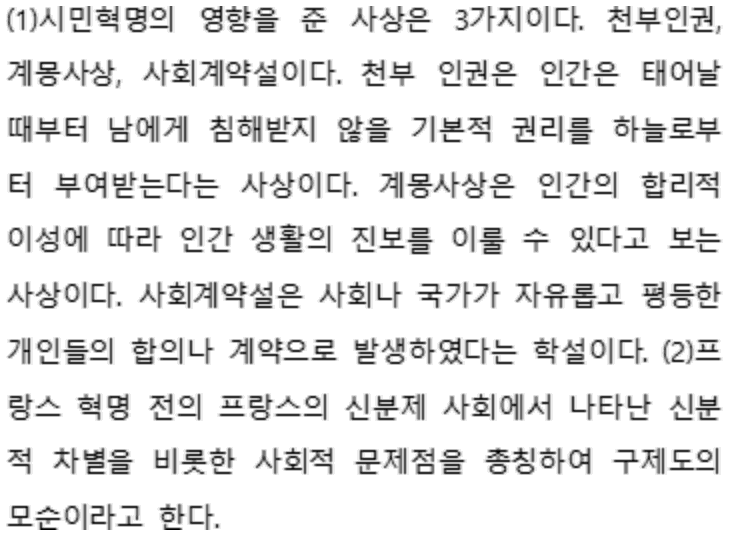 (1)시민혁명의 영향을 준 사상은 3가지이다. 천부인권,
계몽사상, 사회계약설이다. 천부 인권은 인간은 태어날
때부터 남에게 침해받지 않을 기본적 권리를 하늘로부
터 부여받는다는 사상이다. 계몽사상은 인간의 합리적
이성에 따라 인간 생활의 진보를 이룰 수 있다고 보는
사상이다. 사회계약설은 사회나 국가가 자유롭고 평등한
개인들의 합의나 계약으로 발생하였다는 학설이다. (2)프
랑스 혁명 전의 프랑스의 신분제 사회에서 나타난 신분
적 차별을 비롯한 사회적 문제점을 총칭하여 구제도의
모순이라고 한다.